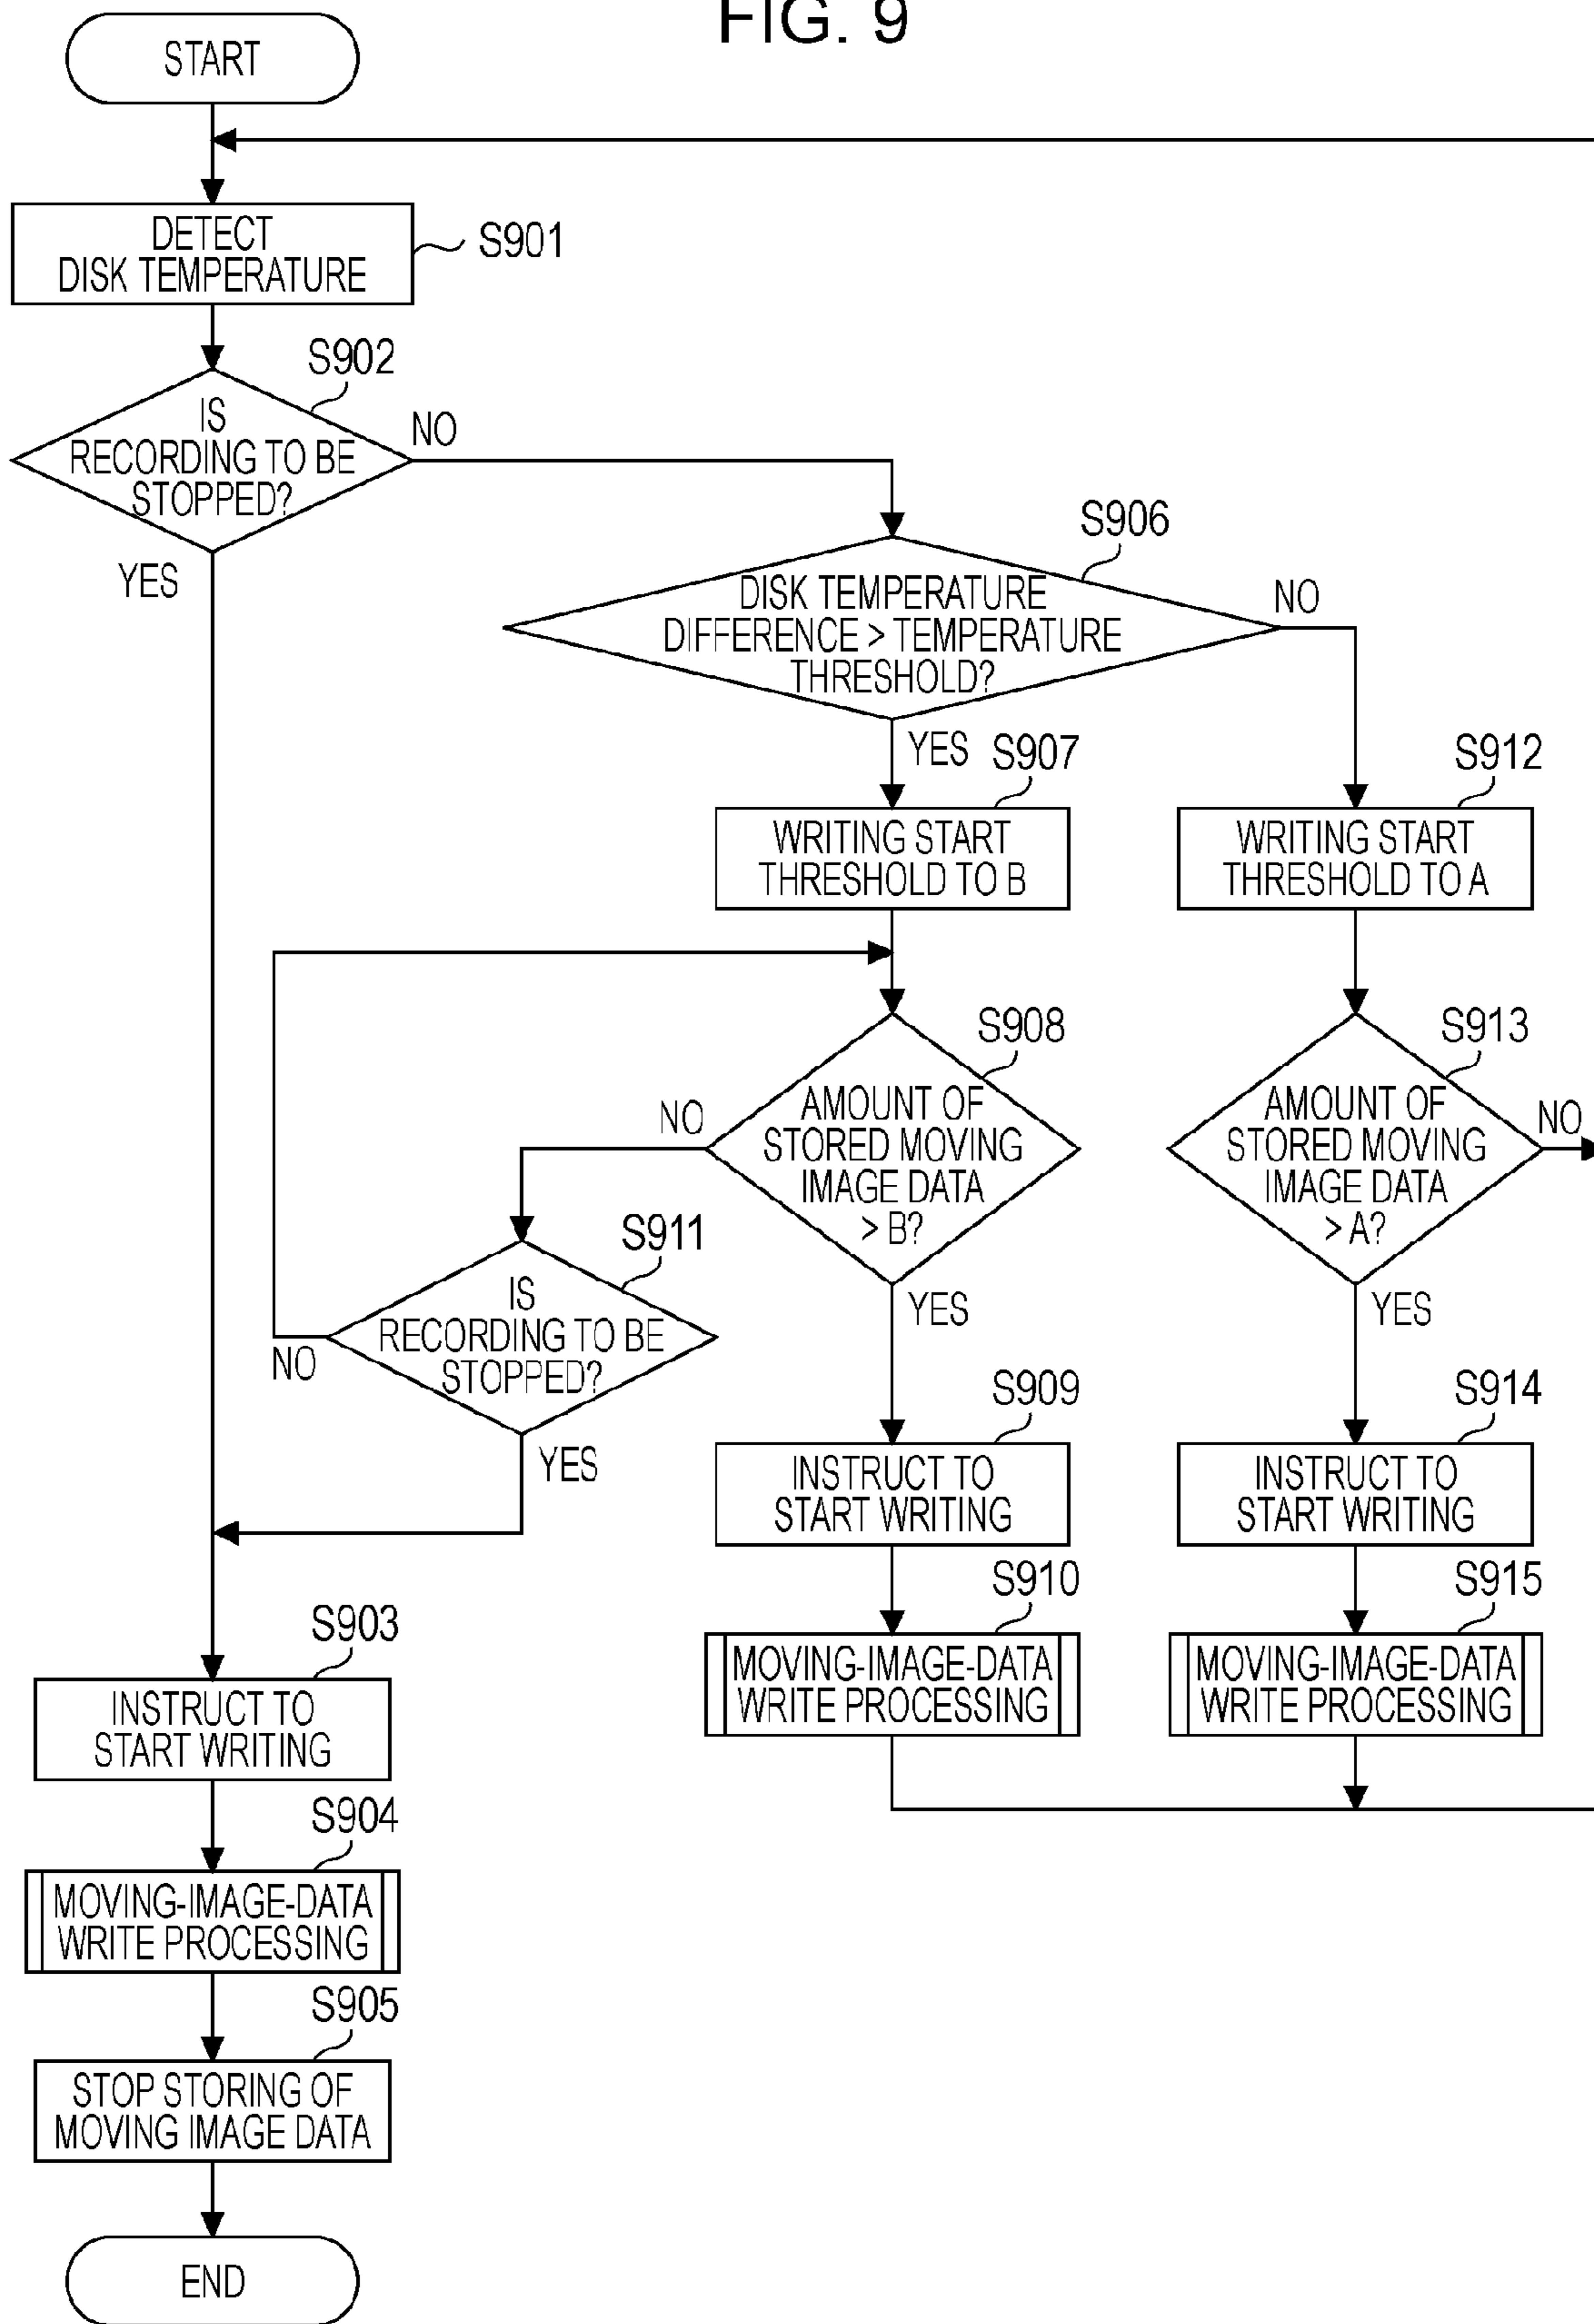 FIG. 9
START
DETECT
DISK TEMPERATURE
S901
S902
IS
RECORDING TO BE
STOPPED?
NO
YES
S906
DISK TEMPERATURE
DIFFERENCE > TEMPERATURE
THRESHOLD?
NO
YES
S907
WRITING START
THRESHOLD TO B
S912
WRITING START
THRESHOLD TO A
S908
AMOUNT OF
STORED MOVING
IMAGE DATA
> B?
NO
YES
S913
AMOUNT OF
STORED MOVING
IMAGE DATA
> A?
NO
YES
S911
IS
RECORDING TO BE
STOPPED?
NO
YES
S909
INSTRUCT TO
START WRITING
S914
INSTRUCT TO
START WRITING
S910
MOVING-IMAGE-DATA
WRITE PROCESSING
S915
MOVING-IMAGE-DATA
WRITE PROCESSING
S903
INSTRUCT TO
START WRITING
S904
MOVING-IMAGE-DATA
WRITE PROCESSING
S905
STOP STORING OF
MOVING IMAGE DATA
END